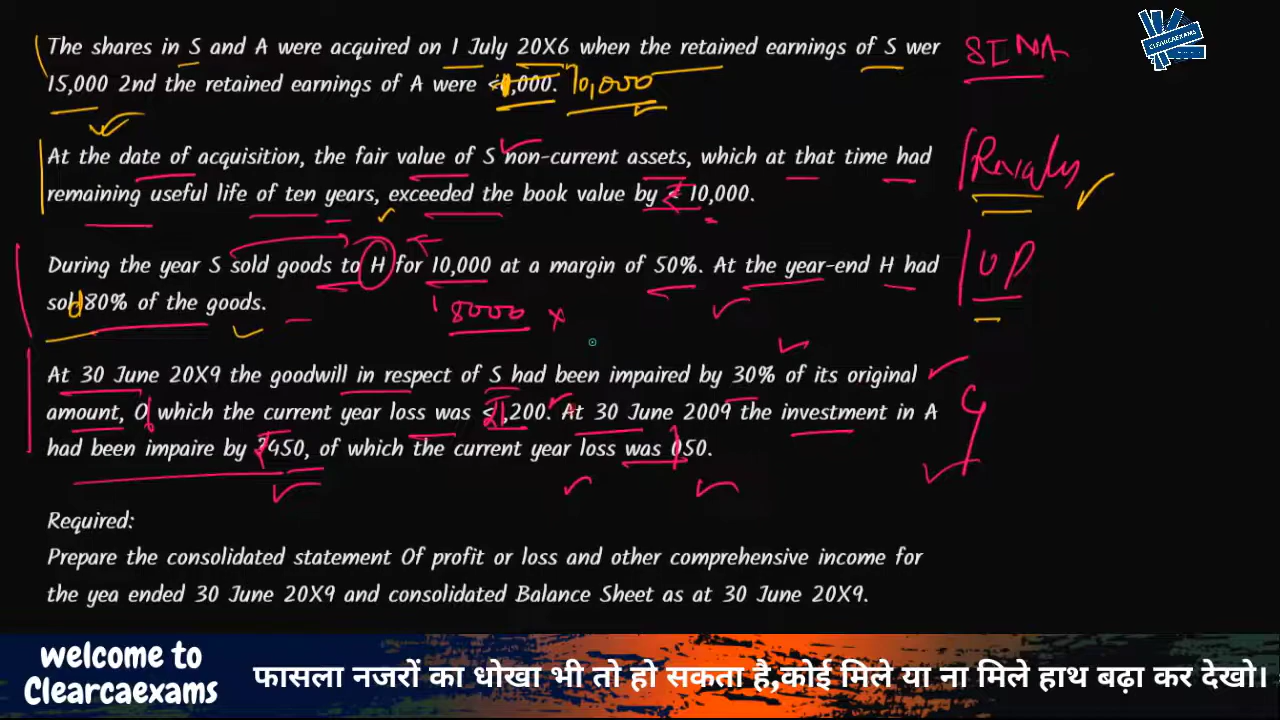 The shares in S and A were acquired on 1 July 20X6 when the retained earnings of S wer
SINA
15,000 2nd the retained earnings of A were <1,000. 10,000
At the date of acquisition, the fair value of S non-current assets, which at that time had
remaining useful life of ten years, exceeded the book value by < 10,000.
During the year S sold goods to H for 10,000 at a margin of 50%. At the year-end H had
UP
sold 80% of the goods.
8000 x
At 30 June 20X9 the goodwill in respect of S had been impaired by 30% of its original
amount, O which the current year loss was ,200. At 30 June 2009 the investment in A
had been impaire by 450, of which the current year loss was 50.
Required:
Prepare the consolidated statement Of profit or loss and other comprehensive income for
the yea ended 30 June 20X9 and consolidated Balance Sheet as at 30 June 20X9.
CLEARCAEXAMS
welcome to
Clearcaexams
फासला नजरों का धोखा भी तो हो सकता है,कोई मिले या ना मिले हाथ बढ़ा कर देखो।